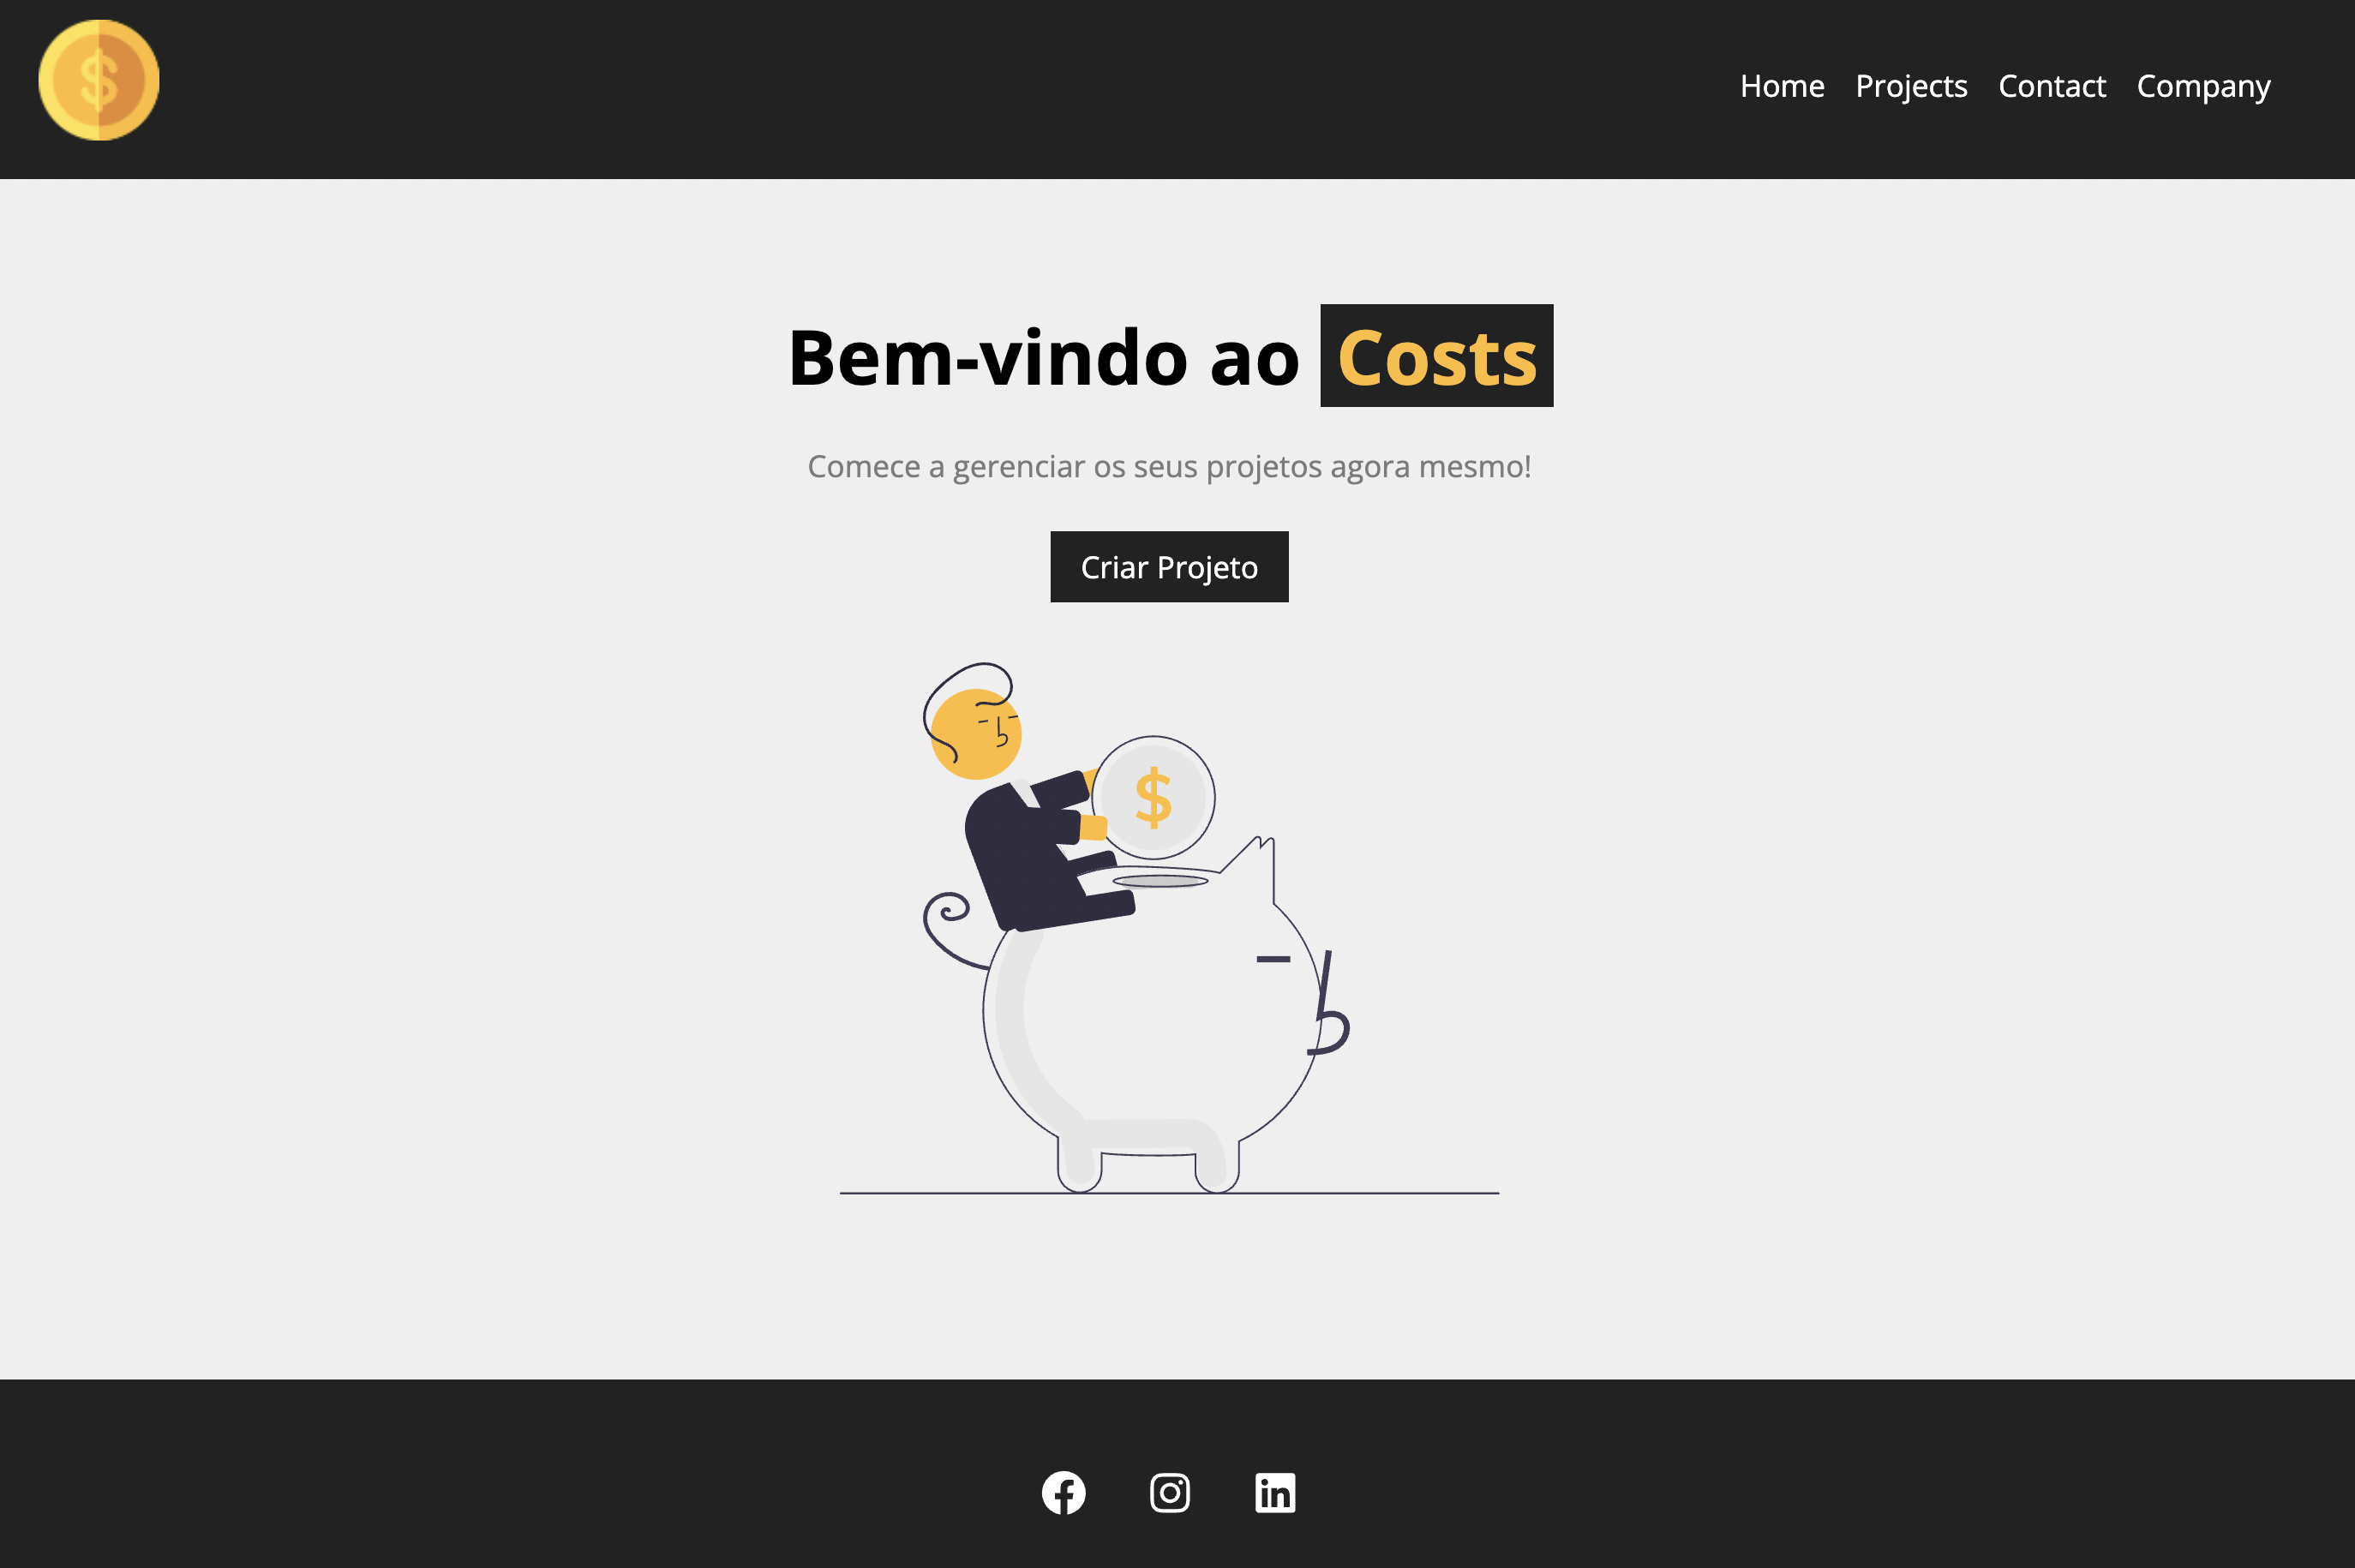 $
Home Projects Contact Company
Bem-vindo ao Costs
Comece a gerenciar os seus projetos agora mesmo!
Criar Projeto
$